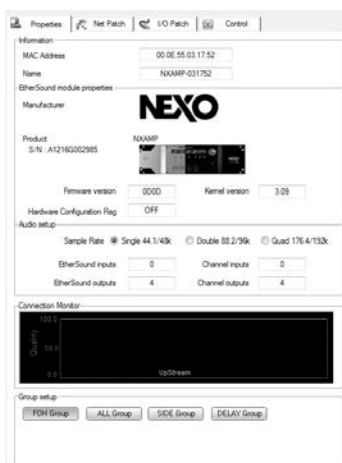 Properties Net Patch I/O Patch Control
Information
MAC Address 00.0E.55.03.17.52
Name NXAMP-031752
EtherSound module properties
Manufacturer NEXO
Product NXAMP
S/N : A1216G002985
Firmware version 0D0D Kernel version 3.09
Hardware Configuration Flag OFF
Audio setup
Sample Rate Single 44.1/48k Double 88.2/96k Quad 176.4/192k
EtherSound inputs 0 Channel inputs 0
EtherSound outputs 4 Channel outputs 4
Connection Monitor
100.0
Quality
50.0
0.0
UpStream
Group setup
FOH Group ALL Group SIDE Group DELAY Group